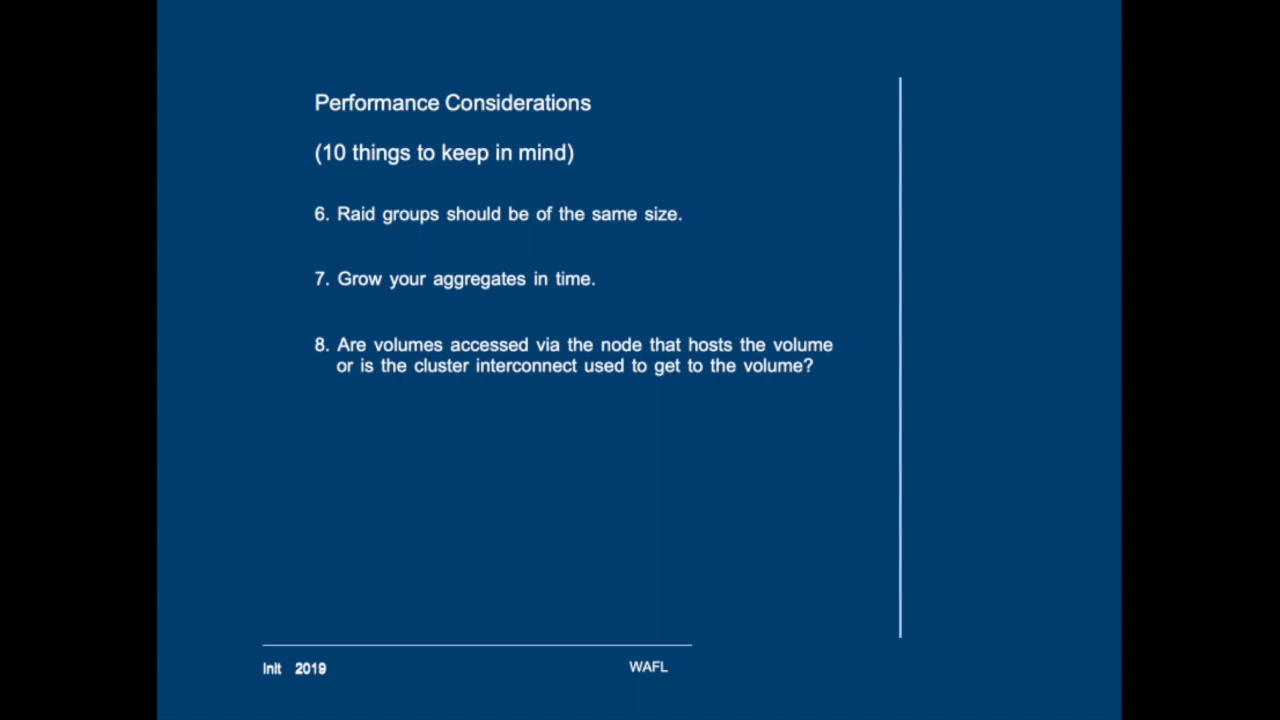 Performance Considerations
(10 things to keep in mind)
6. Raid groups should be of the same size.
7. Grow your aggregates in time.
8. Are volumes accessed via the node that hosts the volume
or is the cluster interconnect used to get to the volume?
Init 2019
WAFL